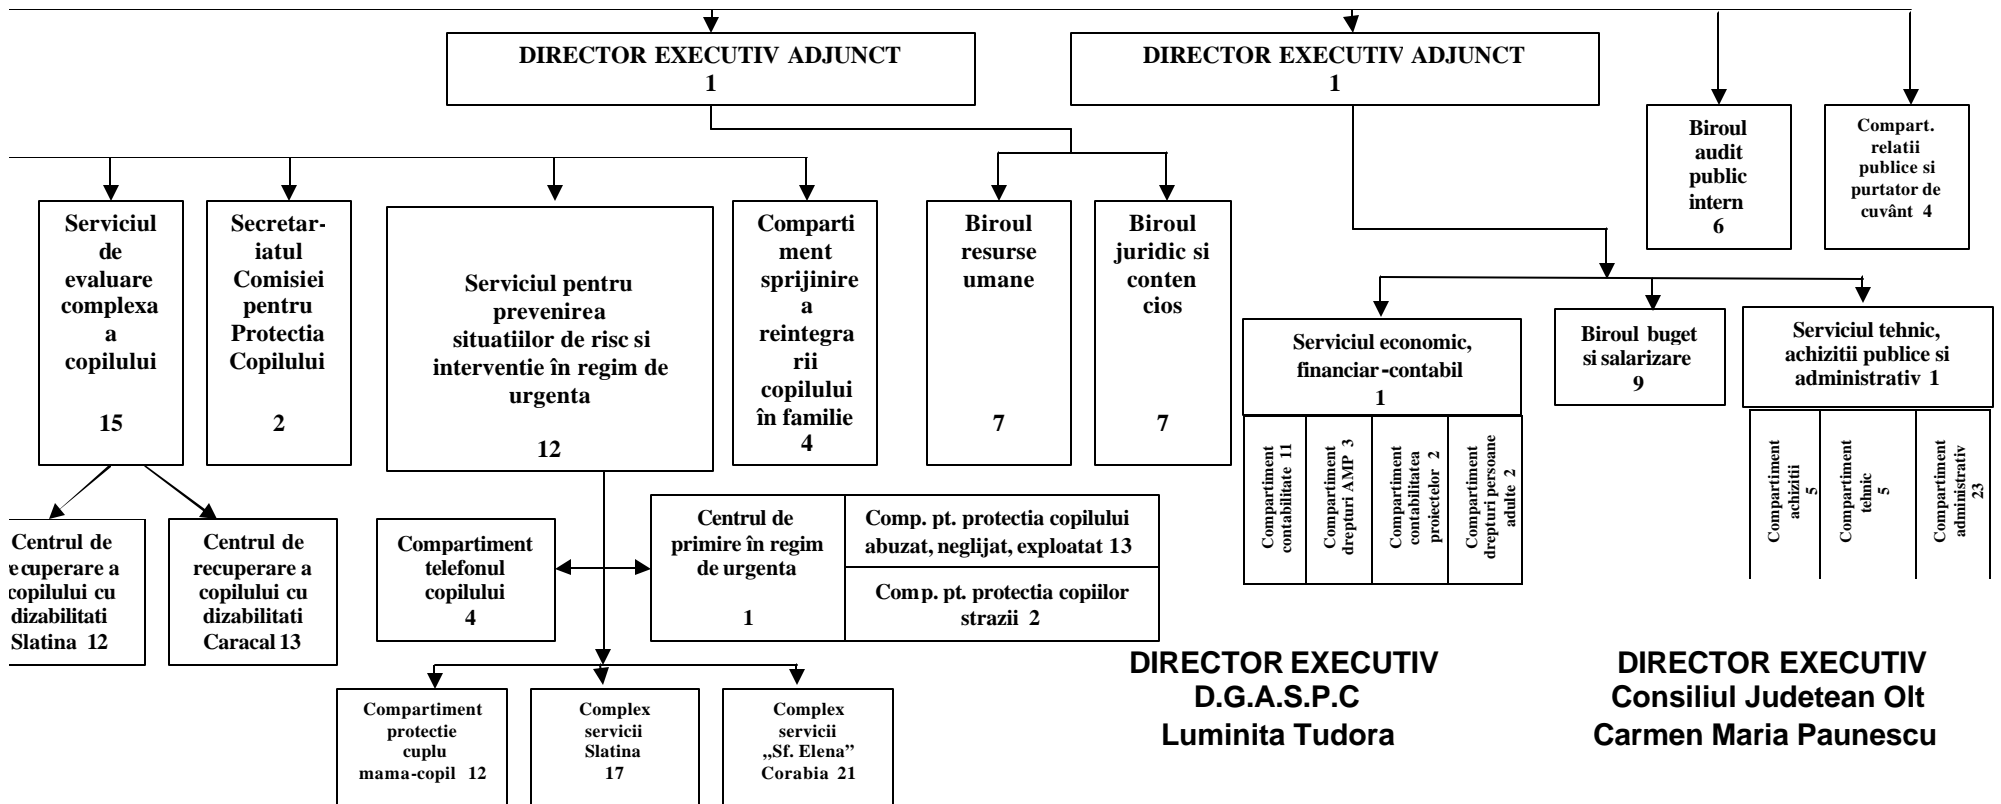 DIRECTOR EXECUTIV ADJUNCT
1
DIRECTOR EXECUTIV ADJUNCT
1
Biroul
audit
public
intern
6
Compart.
relatii
publice si
purtator de
cuvânt 4
Serviciul
de
evaluare
complexa
a
copilului
15
Secretar-
iatul
Comisiei
pentru
Protectia
Copilului
2
Serviciul pentru
prevenirea
situatiilor de risc si
interventie în regim de
urgenta
12
Comparti
ment
sprijinire
a
reintegra
rii
copilului
în familie
4
Biroul
resurse
umane
7
Biroul
juridic si
conten
cios
7
Serviciul economic,
financiar-contabil
1
Biroul buget
si salarizare
9
Serviciul tehnic,
achizitii publice si
administrativ 1
Compartiment
contabilitate 11
Compartiment
drepturi AMP 3
Compartiment
contabilitatea
proiectelor 2
Compartiment
drepturi persoane
adulte 2
Compartiment
achizitii
5
Compartiment
tehnic
5
Compartiment
administrativ
23
Centrul de
recuperare a
copilului cu
dizabilitati
Slatina 12
Centrul de
recuperare a
copilului cu
dizabilitati
Caracal 13
Compartiment
telefonul
copilului
4
Centrul de
primire în regim
de urgenta
1
Comp. pt. protectia copilului
abuzat, neglijat, exploatat 13
Comp. pt. protectia copiilor
strazii 2
Compartiment
protectie
cuplu
mama-copil 12
Complex
servicii
Slatina
17
Complex
servicii
„Sf. Elena”
Corabia 21
DIRECTOR EXECUTIV
D.G.A.S.P.C
Luminita Tudora
DIRECTOR EXECUTIV
Consiliul Judetean Olt
Carmen Maria Paunescu